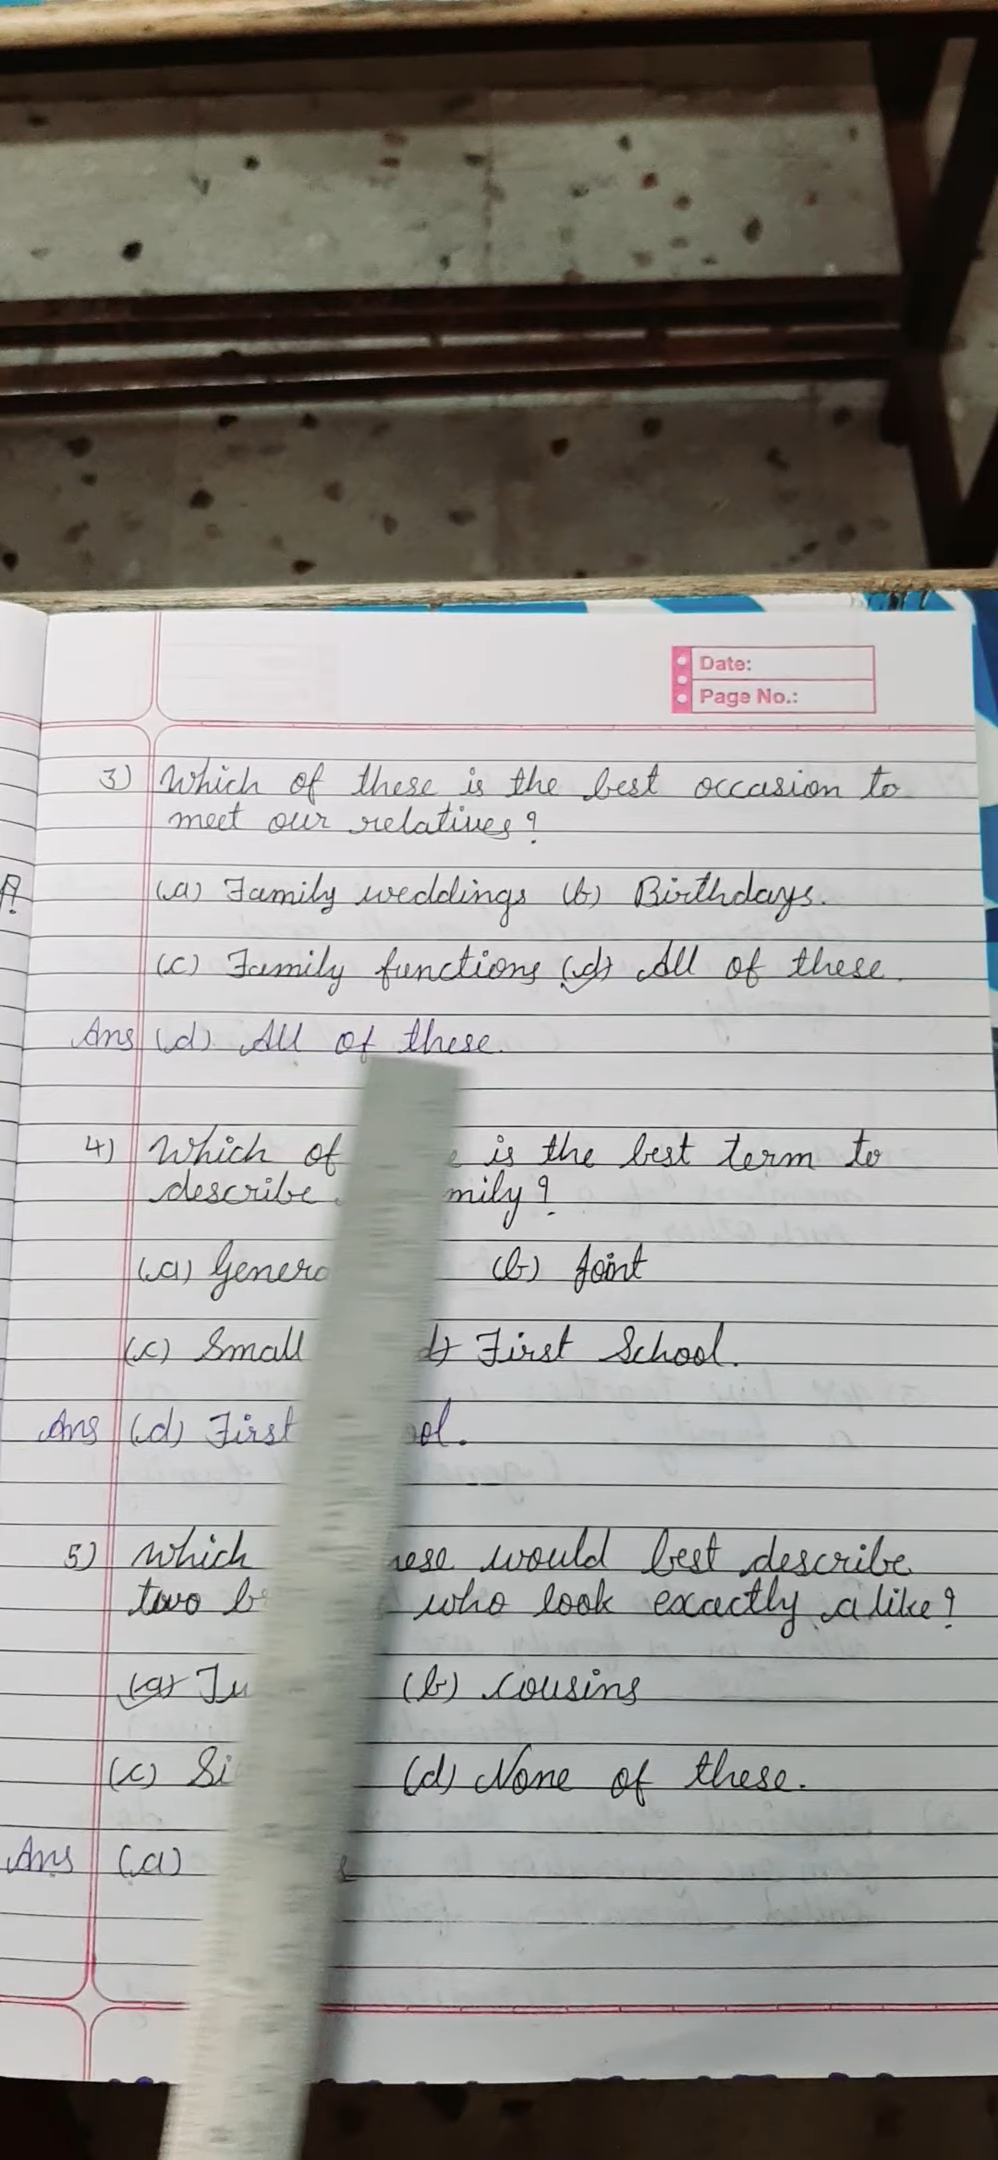 Date:
Page No.:
3) Which of these is the best occasion to
meet our relatives?
(a) Family weddings (b) Birthdays.
(c) Family functions (d) All of these.
Ans (d) All of these.
4) Which of is the best term to
describe
(a) (b) Joint
(c) Small (d) First School.
Ans (d) First
5) Which would best describe
two who look exactly alike?
(a) (b) Cousins
(c) (d) None of these.
Ans (a)